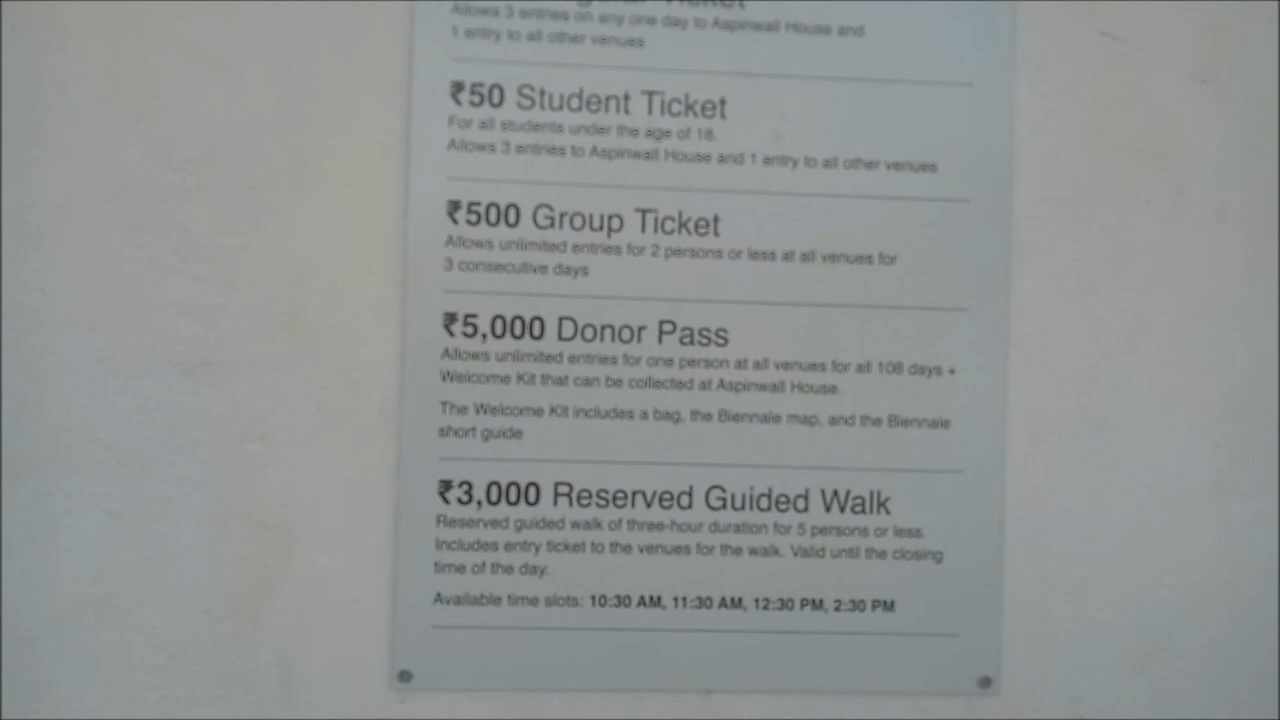 Ticket
Allows 3 entries on any one day to Aspinwall House and
1 entry to all other venues
₹50 Student Ticket
For all students under the age of 18.
Allows 3 entries to Aspinwall House and 1 entry to all other venues
₹500 Group Ticket
Allows unlimited entries for 2 persons or less at all venues for
3 consecutive days
₹5,000 Donor Pass
Allows unlimited entries for one person at all venues for all 108 days +
Welcome Kit that can be collected at Aspinwall House.
The Welcome Kit includes a bag, the Biennale map, and the Biennale
short guide
₹3,000 Reserved Guided Walk
Reserved guided walk of three-hour duration for 5 persons or less.
Includes entry ticket to the venues for the walk. Valid until the closing
time of the day.
Available time slots: 10:30 AM, 11:30 AM, 12:30 PM, 2:30 PM